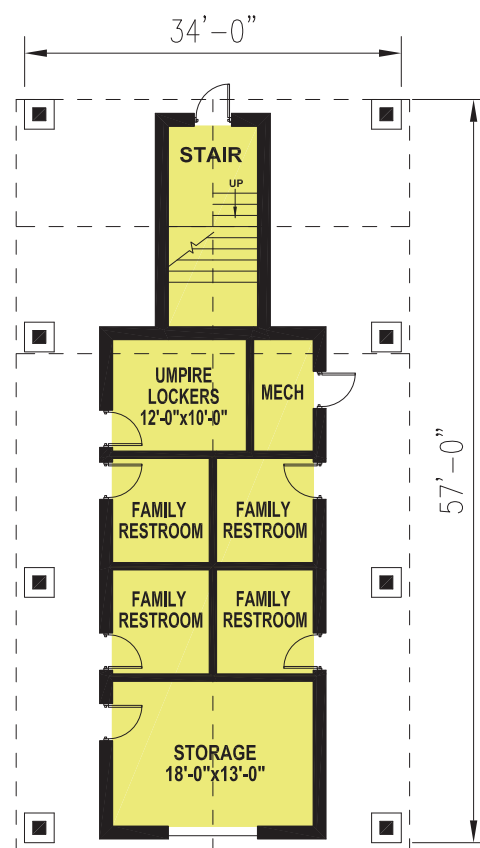 34'-0"
STAIR
UP
UMPIRE
LOCKERS
12'-0"x10'-0"
MECH
57'-0"
FAMILY
RESTROOM
FAMILY
RESTROOM
FAMILY
RESTROOM
FAMILY
RESTROOM
STORAGE
18'-0"x13'-0"